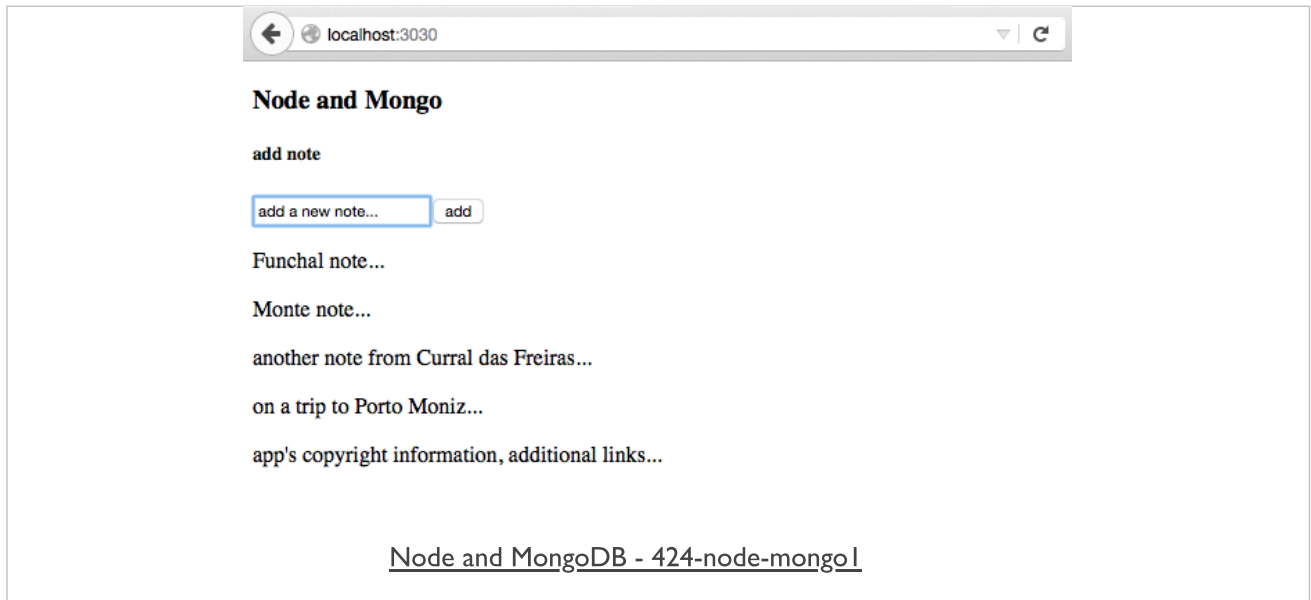 localhost:3030
Node and Mongo
add note
add a new note... add
Funchal note...
Monte note...
another note from Curral das Freiras...
on a trip to Porto Moniz...
app's copyright information, additional links...
Node and MongoDB - 424-node-mongo1